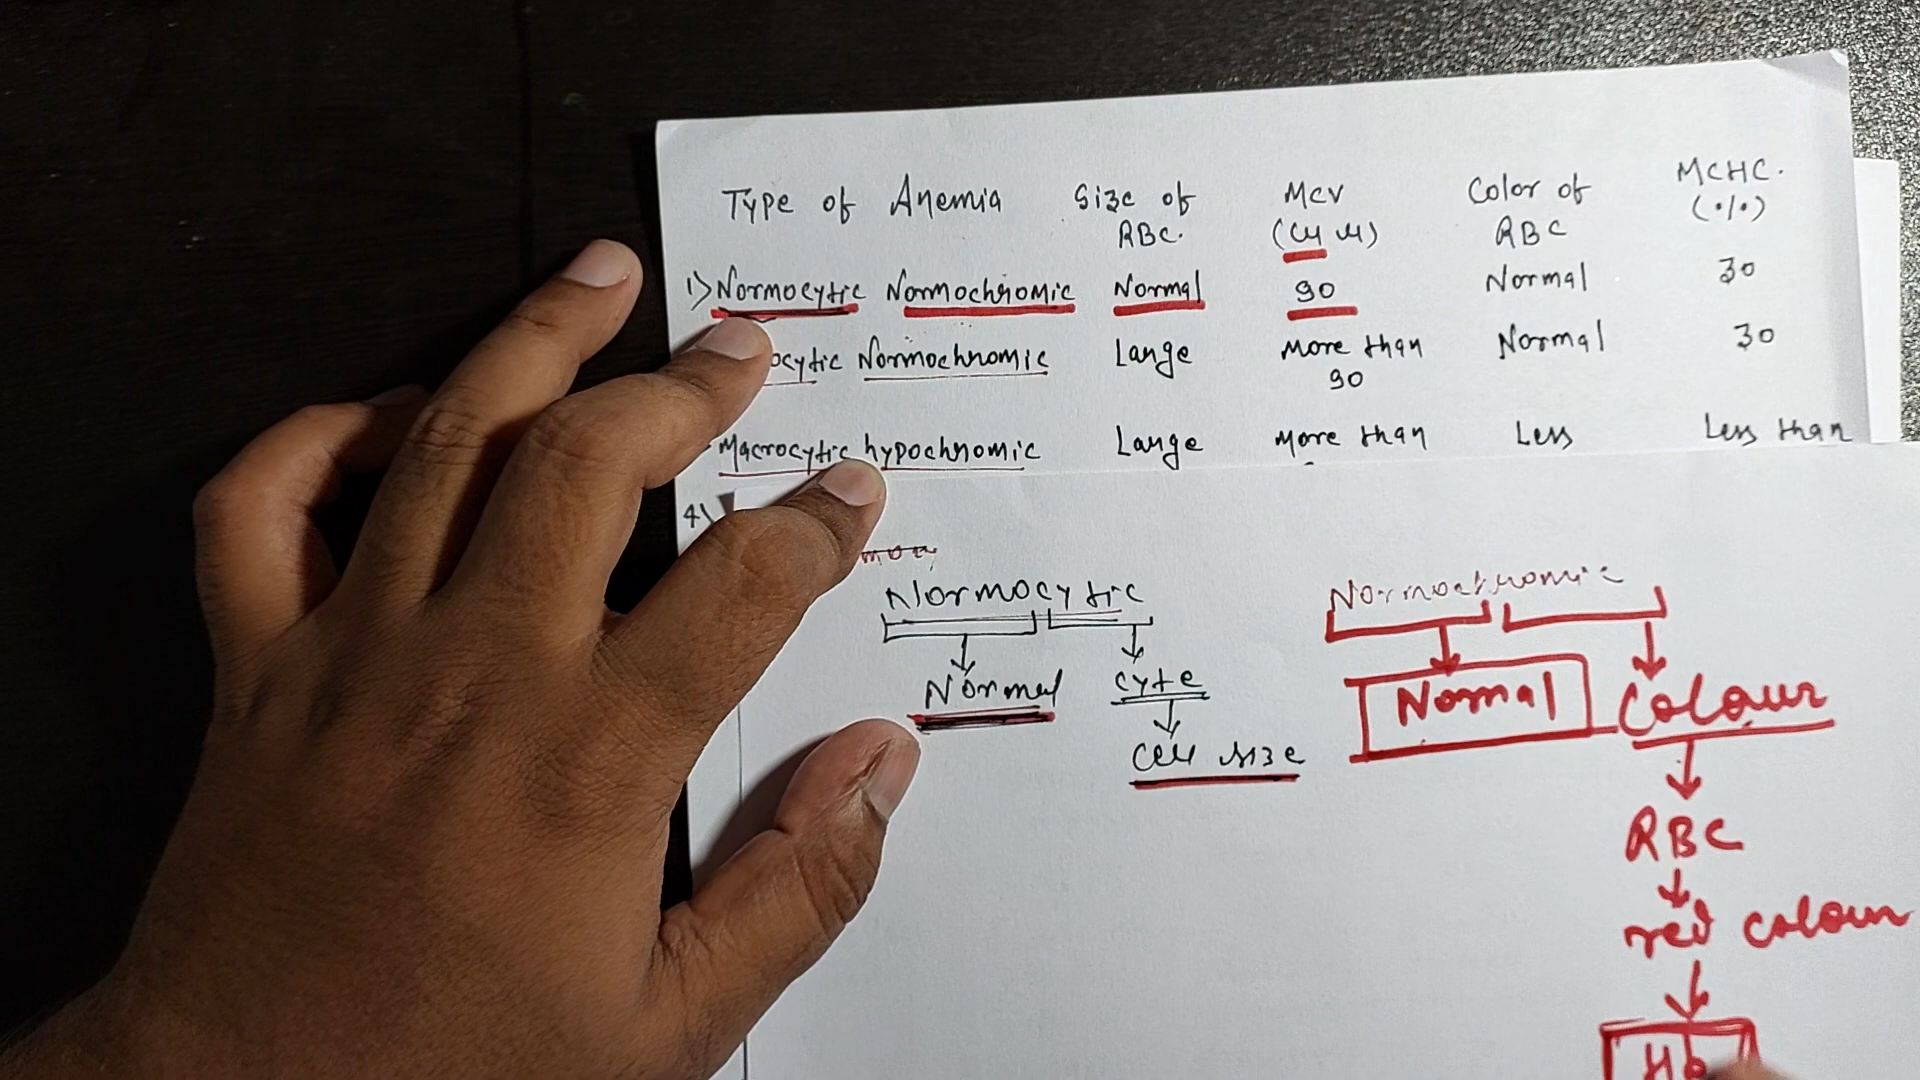 Type of Anemia Size of RBC. MCV (Cu u) Color of RBC MCHC. (%)
1) Normocytic Normochromic Normal 90 Normal 30
ocytic Normochromic Large More than 90 Normal 30
Macrocytic hypochromic Large More than Less Less than
4)
Normocytic
Normal cyte
Cell size
Normochromic
Normal Colour
RBC
red colour
Hb